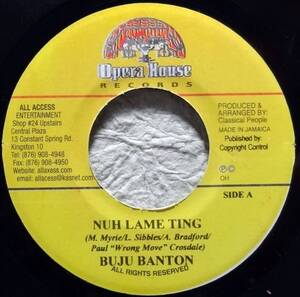 Opera House
RECORDS
ALL ACCESS
ENTERTAINMENT
Shop #24 Upstairs
Central Plaza
13 Constant Spring Rd.
Kingston 10
Tel: (876) 908-4948
(876) 908-4950
Website: allaxess.com
email: allacess@kasnet.com
PRODUCED &
ARRANGED BY:
Classical People
MADE IN JAMAICA
Published by:
Copyright Control
℗©
OH
SIDE A
NUH LAME TING
(M. Myrie/L. Sibbles/A. Bradford/
Paul "Wrong Move" Crosdale)
BUJU BANTON
ALL RIGHTS RESERVED